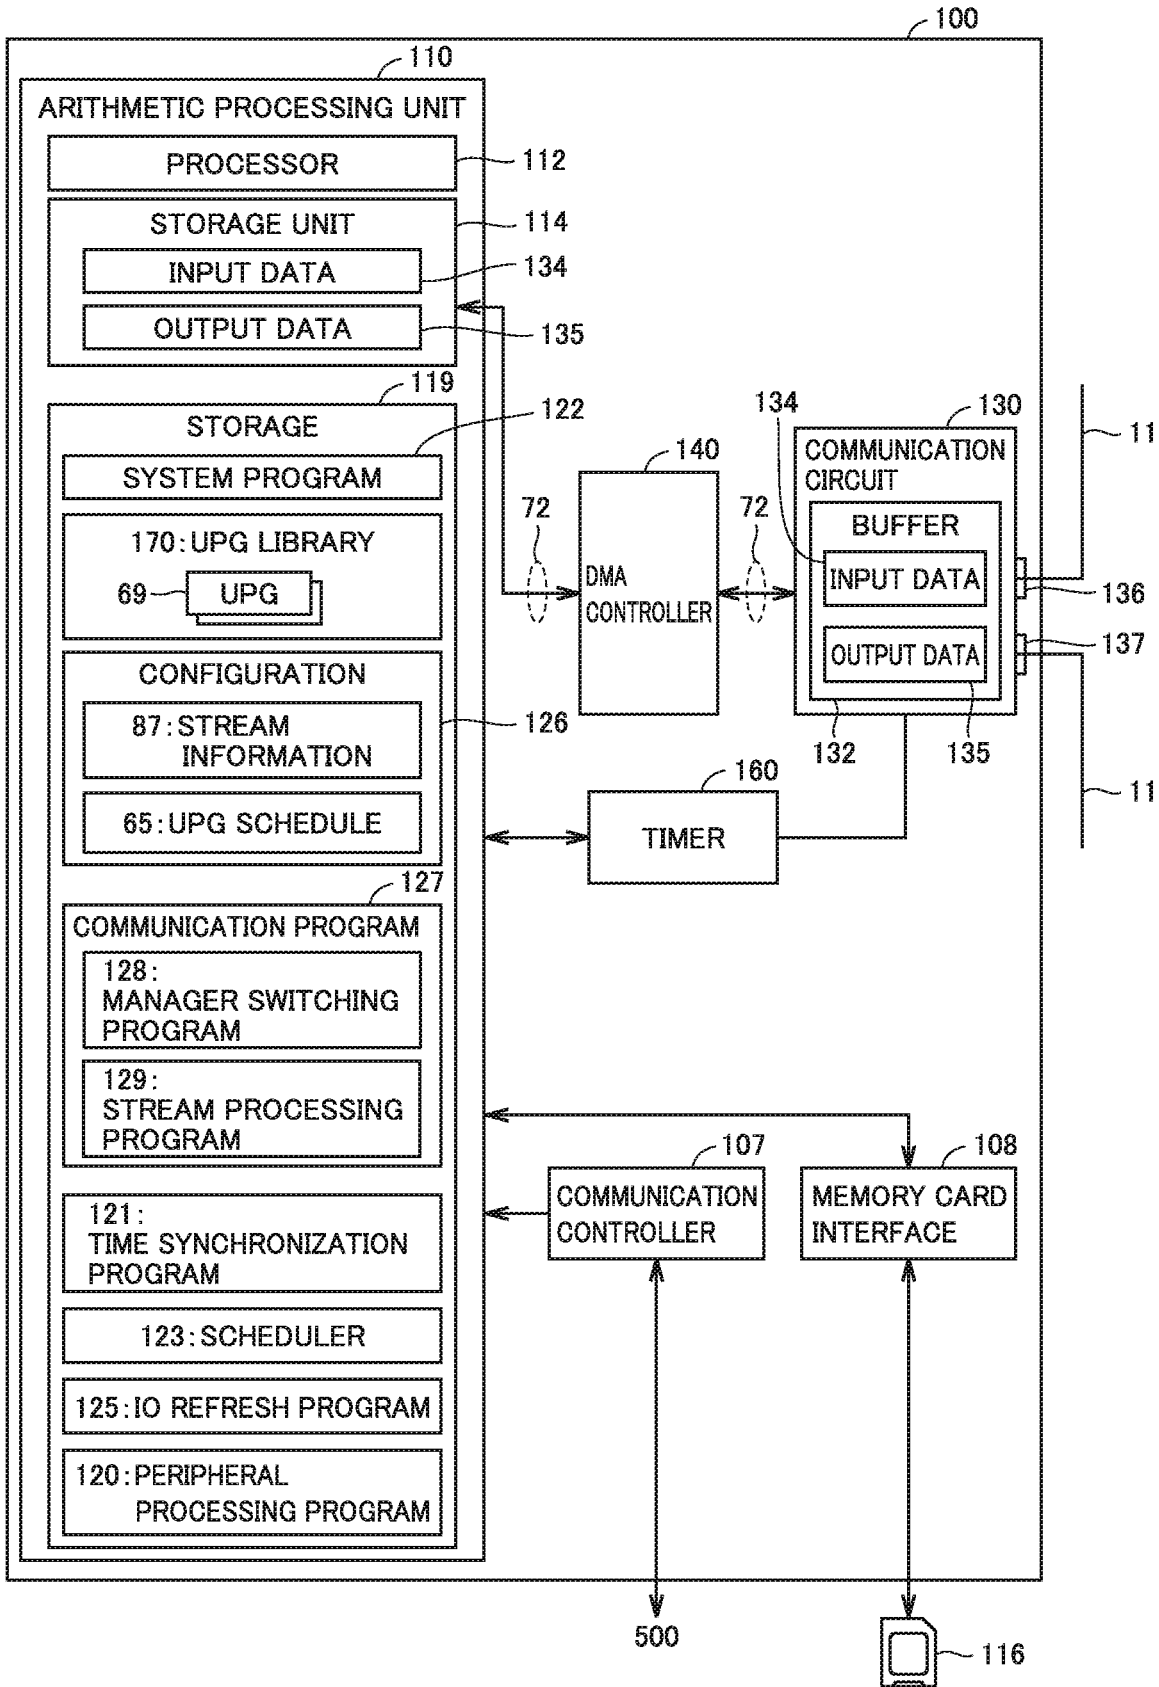 100
110
ARITHMETIC PROCESSING UNIT
PROCESSOR
112
STORAGE UNIT
114
INPUT DATA
134
OUTPUT DATA
135
119
STORAGE
122
SYSTEM PROGRAM
170:UPG LIBRARY
69
UPG
CONFIGURATION
87:STREAM
INFORMATION
126
65:UPG SCHEDULE
127
COMMUNICATION PROGRAM
128:
MANAGER SWITCHING
PROGRAM
129:
STREAM PROCESSING
PROGRAM
121:
TIME SYNCHRONIZATION
PROGRAM
123:SCHEDULER
125:IO REFRESH PROGRAM
120:PERIPHERAL
PROCESSING PROGRAM
72
140
DMA
CONTROLLER
72
134
130
COMMUNICATION
CIRCUIT
BUFFER
INPUT DATA
OUTPUT DATA
132
135
136
137
11
11
160
TIMER
107
COMMUNICATION
CONTROLLER
108
MEMORY CARD
INTERFACE
500
116